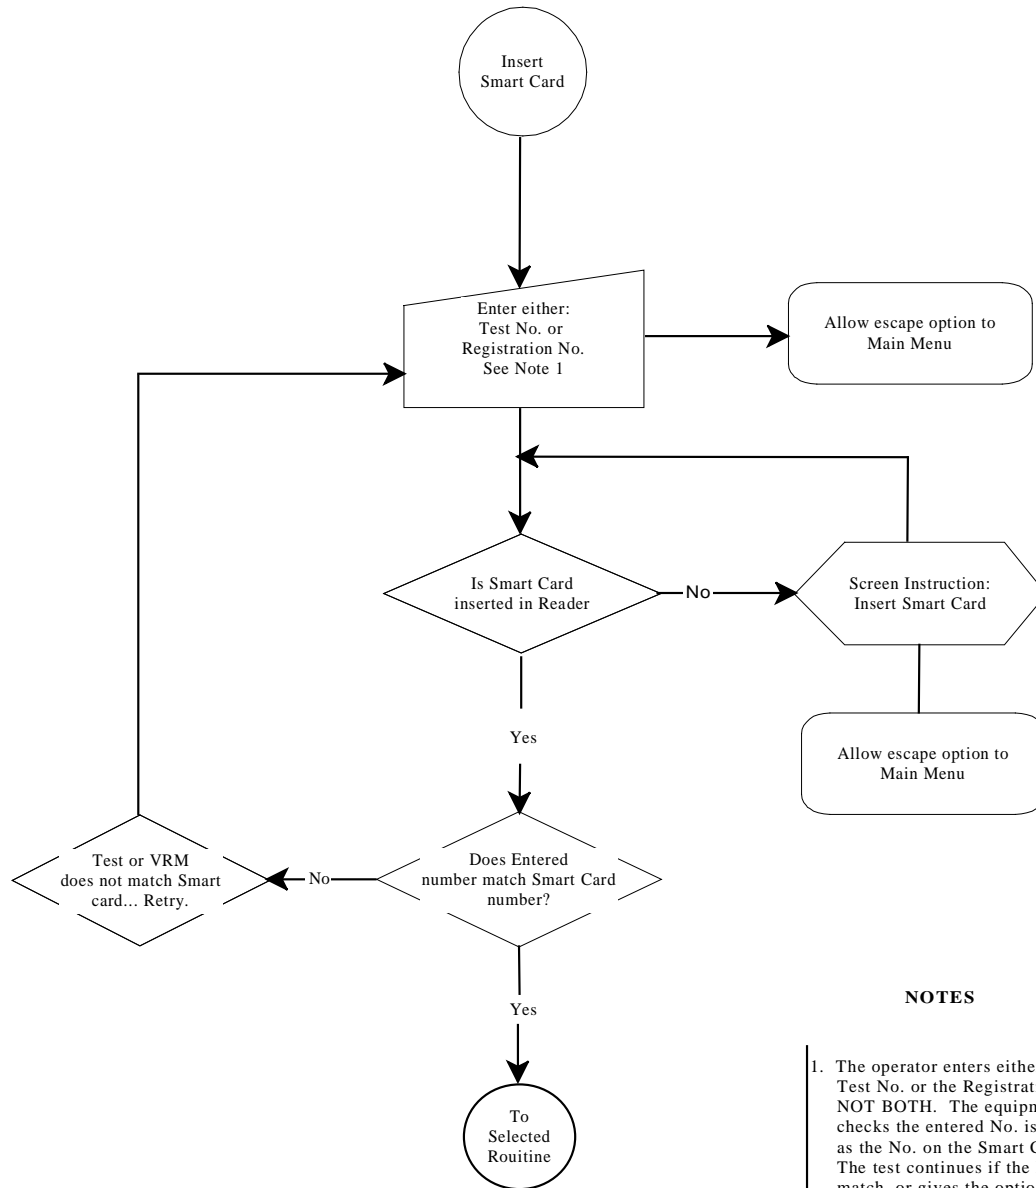 Insert
Smart Card
Enter either:
Test No. or
Registration No.
See Note 1
Allow escape option to
Main Menu
Is Smart Card
inserted in Reader
No
Screen Instruction:
Insert Smart Card
Yes
Allow escape option to
Main Menu
Test or VRM
does not match Smart
card... Retry.
No
Does Entered
number match Smart Card
number?
Yes
To
Selected
Rouitine
NOTES
1. The operator enters
Test No. or the
NOT BOTH. The
checks the entered No. is
as the No. on the Smart
The test continues if the
match, or gives the